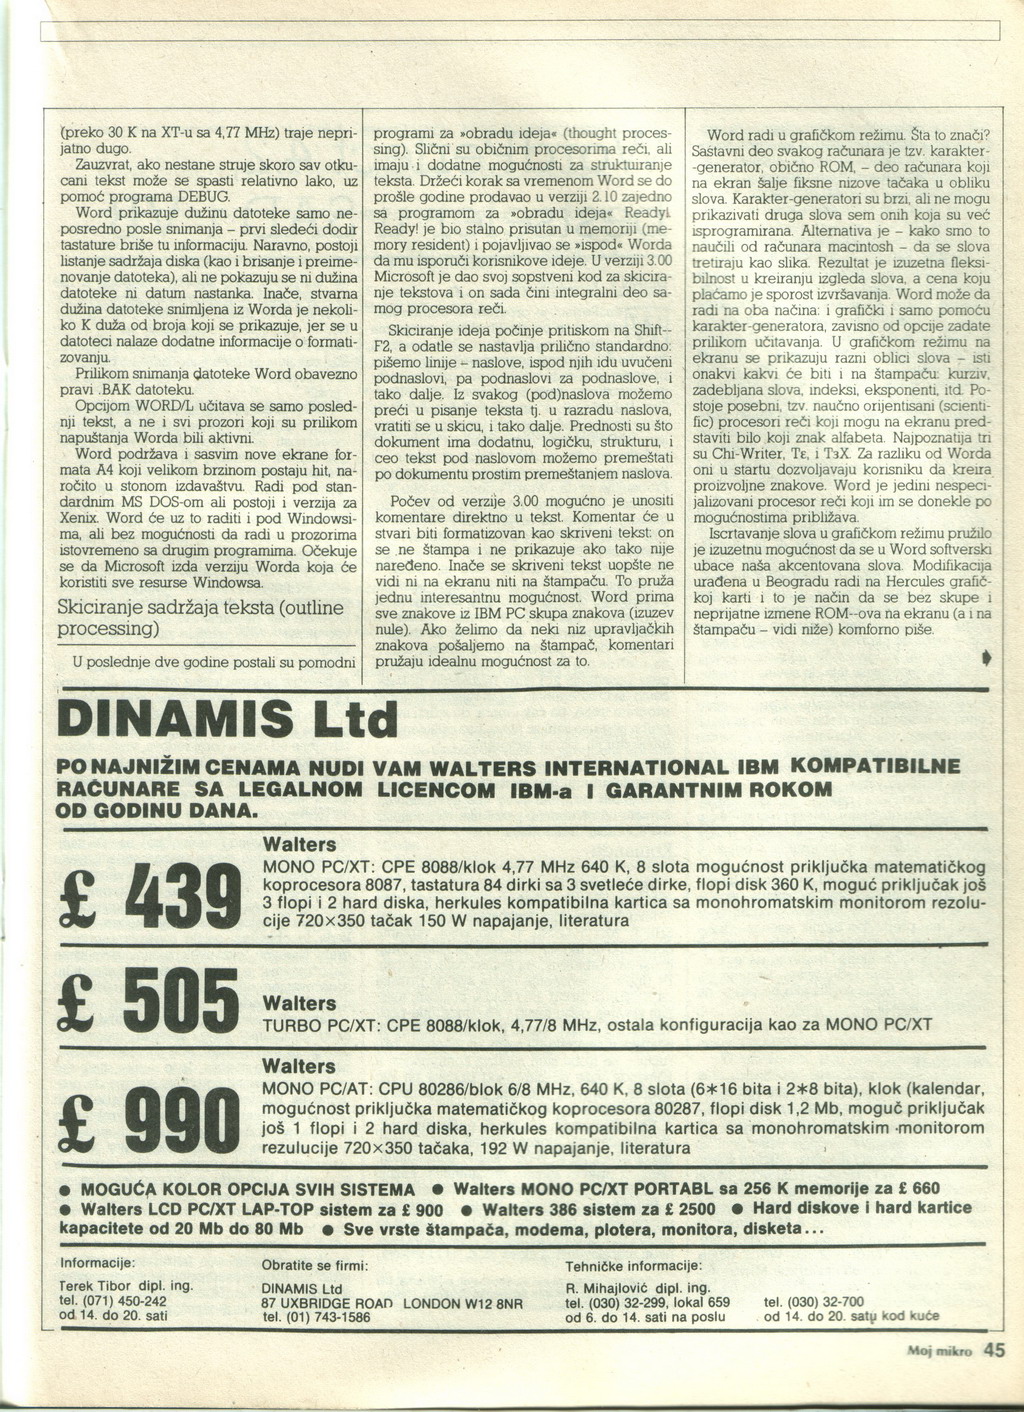 (preko 30 K na XT-u sa 4,77 MHz) traje nepri-
jatno dugo.
Zauzvrat, ako nestane struje skoro sav otku-
cani tekst može se spasti relativno lako, uz
pomoć programa DEBUG.
Word prikazuje dužinu datoteke samo ne-
posredno posle snimanja – prvi sledeći dodir
tastature briše tu informaciju. Naravno, postoji
listanje sadržaja diska (kao i brisanje i preime-
novanje datoteka), ali ne pokazuju se ni dužina
datoteke ni datum nastanka. Inače, stvarna
dužina datoteke snimljena iz Worda je nekoli-
ko K duža od broja koji se prikazuje, jer se u
datoteci nalaze dodatne informacije o formati-
zovanju.
Prilikom snimanja datoteke Word obavezno
pravi .BAK datoteku.
Opcijom WORD/L učitava se samo posled-
nji tekst, a ne i svi prozori koji su prilikom
napuštanja Worda bili aktivni.
Word podržava i sasvim nove ekrane for-
mata A4 koji velikom brzinom postaju hit, na-
ročito u stonom izdavaštvu. Radi pod stan-
dardnim MS DOS-om ali postoji i verzija za
Xenix. Word će uz to raditi i pod Windowsi-
ma, ali bez mogućnosti da radi u prozorima
istovremeno sa drugim programima. Očekuje
se da Microsoft izda verziju Worda koja će
koristiti sve resurse Windowsa.
Skiciranje sadržaja teksta (outline
processing)
U poslednje dve godine postali su pomodni
programi za »obradu ideja« (thought proces-
sing). Slični su običnim procesorima reči, ali
imaju i dodatne mogućnosti za struktuiranje
teksta. Držeći korak sa vremenom Word se do
prošle godine prodavao u verziji 2.10 zajedno
sa programom za »obradu ideja« Ready!.
Ready! je bio stalno prisutan u memoriji (me-
mory resident) i pojavljivao se »ispod« Worda
da mu isporuči korisnikove ideje. U verziji 3.00
Microsoft je dao svoj sopstveni kod za skicira-
nje tekstova i on sada čini integralni deo sa-
mog procesora reči.
Skiciranje ideja počinje pritiskom na Shift--
F2, a odatle se nastavlja prilično standardno:
pišemo linije – naslove, ispod njih idu uvučeni
podnaslovi, pa podnaslovi za podnaslove, i
tako dalje. Iz svakog (pod)naslova možemo
preći u pisanje teksta tj. u razradu naslova,
vratiti se u skicu, i tako dalje. Prednosti su što
dokument ima dodatnu, logičku, strukturu, i
ceo tekst pod naslovom možemo premeštati
po dokumentu prostim premeštanjem naslova.
Počev od verzije 3.00 mogućno je unositi
komentare direktno u tekst. Komentar će u
stvari biti formatizovan kao skriveni tekst: on
se ne štampa i ne prikazuje ako tako nije
naređeno. Inače se skriveni tekst uopšte ne
vidi ni na ekranu niti na štampaču. To pruža
jednu interesantnu mogućnost. Word prima
sve znakove iz IBM PC skupa znakova (izuzev
nule). Ako želimo da neki niz upravljačkih
znakova pošaljemo na štampač, komentari
pružaju idealnu mogućnost za to.
Word radi u grafičkom režimu. Šta to znači?
Sastavni deo svakog računara je tzv. karakter-
-generator, obično ROM, – deo računara koji
na ekran šalje fiksne nizove tačaka u obliku
slova. Karakter-generatori su brzi, ali ne mogu
prikazivati druga slova sem onih koja su već
isprogramirana. Alternativa je – kako smo to
naučili od računara macintosh – da se slova
tretiraju kao slika. Rezultat je izuzetna fleksi-
bilnost u kreiranju izgleda slova, a cena koju
plaćamo je sporost izvršavanja. Word može da
radi na oba načina: i grafički i samo pomoću
karakter-generatora, zavisno od opcije zadate
prilikom učitavanja. U grafičkom režimu na
ekranu se prikazuju razni oblici slova – isti
onakvi kakvi će biti i na štampaču: kurziv,
zadebljana slova, indeksi, eksponenti, itd. Po-
stoje posebni, tzv. naučno orijentisani (scienti-
fic) procesori reči koji mogu na ekranu pred-
staviti bilo koji znak alfabeta. Najpoznatija tri
su Chi-Writer, TE, i T3X. Za razliku od Worda
oni u startu dozvoljavaju korisniku da kreira
proizvoljne znakove. Word je jedini nespeci-
jalizovani procesor reči koji im se donekle po
mogućnostima približava.
Iscrtavanje slova u grafičkom režimu pružilo
je izuzetnu mogućnost da se u Word softverski
ubace naša akcentovana slova. Modifikacija
urađena u Beogradu radi na Hercules grafič-
koj karti i to je način da se bez skupe i
neprijatne izmene ROM--ova na ekranu (a i na
štampaču – vidi niže) komforno piše.
DINAMIS Ltd
PO NAJNIŽIM CENAMA NUDI VAM WALTERS INTERNATIONAL IBM KOMPATIBILNE
RAČUNARE SA LEGALNOM LICENCOM IBM-a I GARANTNIM ROKOM
OD GODINU DANA.
£ 439
Walters
MONO PC/XT: CPE 8088/klok 4,77 MHz 640 K, 8 slota mogućnost priključka matematičkog
koprocesora 8087, tastatura 84 dirki sa 3 svetleće dirke, flopi disk 360 K, moguć priključak još
3 flopi i 2 hard diska, herkules kompatibilna kartica sa monohromatskim monitorom rezolu-
cije 720×350 tačak 150 W napajanje, literatura
£ 505
Walters
TURBO PC/XT: CPE 8088/klok, 4,77/8 MHz, ostala konfiguracija kao za MONO PC/XT
£ 990
Walters
MONO PC/AT: CPU 80286/blok 6/8 MHz, 640 K, 8 slota (6*16 bita i 2*8 bita), klok (kalendar,
mogućnost priključka matematičkog koprocesora 80287, flopi disk 1,2 Mb, moguč priključak
još 1 flopi i 2 hard diska, herkules kompatibilna kartica sa monohromatskim monitorom
rezulucije 720×350 tačaka, 192 W napajanje, literatura
● MOGUĆA KOLOR OPCIJA SVIH SISTEMA ● Walters MONO PC/XT PORTABL sa 256 K memorije za £ 660
● Walters LCD PC/XT LAP-TOP sistem za £ 900 ● Walters 386 sistem za £ 2500 ● Hard diskove i hard kartice
kapacitete od 20 Mb do 80 Mb ● Sve vrste štampača, modema, plotera, monitora, disketa...
Informacije:
Terek Tibor dipl. ing.
tel. (071) 450-242
od 14. do 20. sati
Obratite se firmi:
DINAMIS Ltd
87 UXBRIDGE ROAD LONDON W12 8NR
tel. (01) 743-1586
Tehničke informacije:
R. Mihajlović dipl. ing.
tel. (030) 32-299, lokal 659
od 6. do 14. sati na poslu
tel. (030) 32-700
od 14. do 20. satų kod kuće
Moj mikro 45